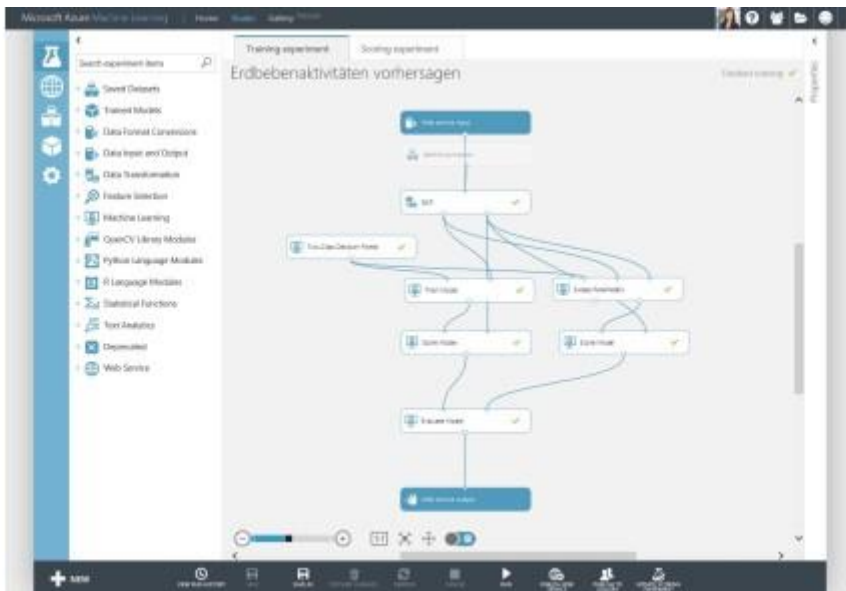 Microsoft Azure Machine Learning | Home Studio Gallery
Training experiment
Scoring experiment
Search experiment items
Erdbebenaktivitäten vorhersagen
Properties
Saved Datasets
Trained Models
Data Format Conversions
Data Input and Output
Data Transformation
Feature Selection
Machine Learning
OpenCV Library Modules
Python Language Modules
R Language Modules
Statistical Functions
Text Analytics
Deprecated
Web Service
Web service input
Split
Two-Class Decision Forest
Train Model
Score Model
Score Model
Evaluate Model
Web service output
NEW
RUN